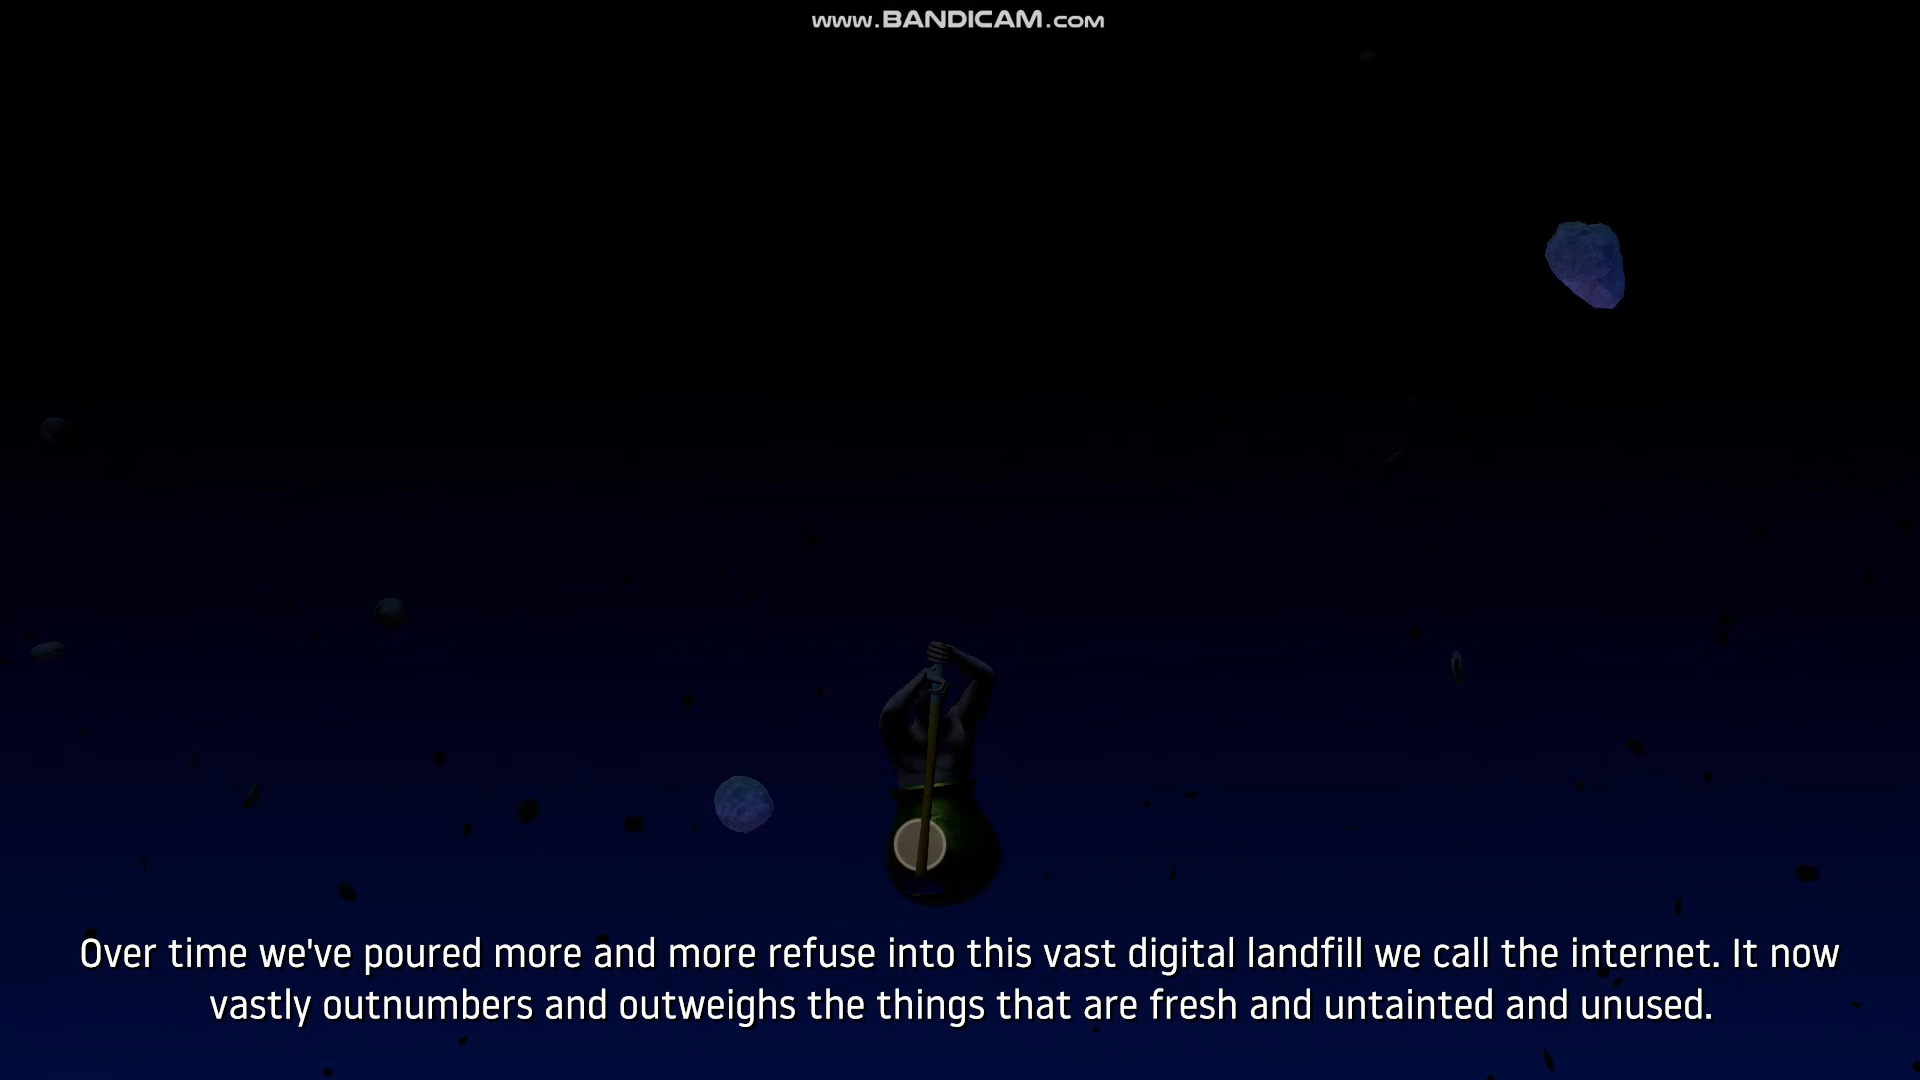 www.BANDICAM.com
Over time we've poured more and more refuse into this vast digital landfill we call the internet. It now
vastly outnumbers and outweighs the things that are fresh and untainted and unused.